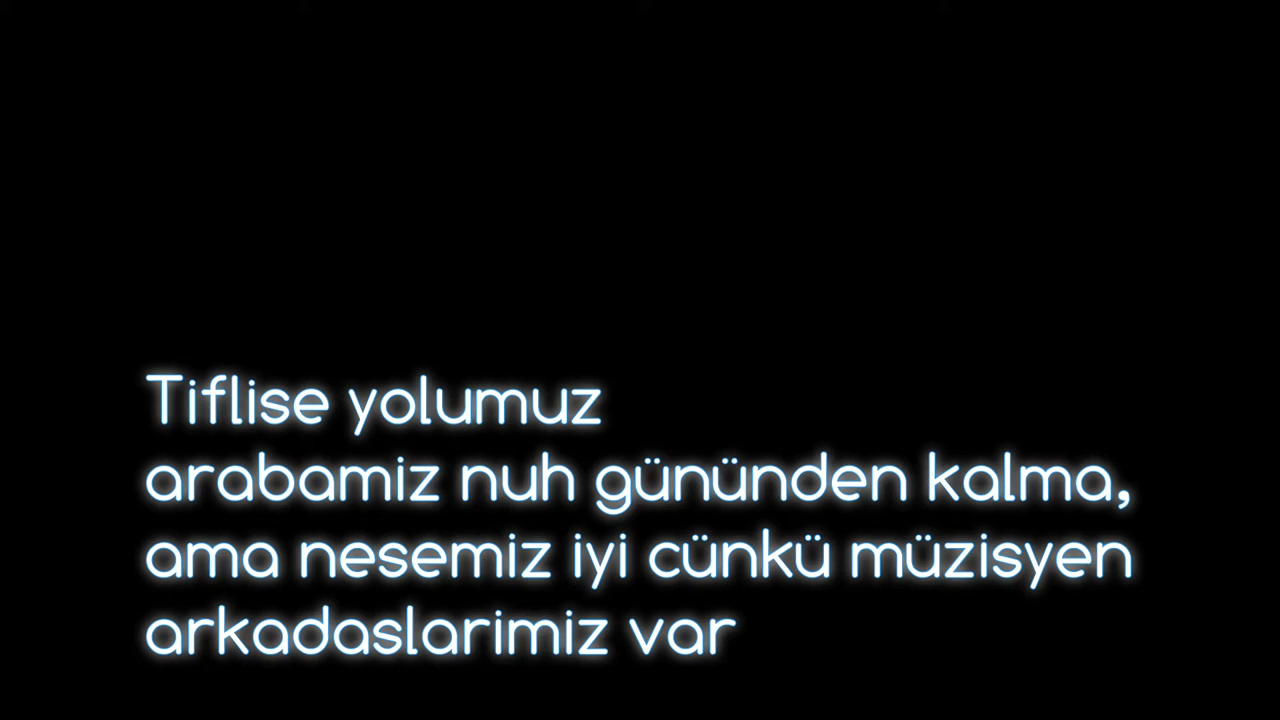 Tiflise yolumuz
arabamiz nuh gününden kalma,
ama nesemiz iyi cünkü müzisyen
arkadaslarimiz var